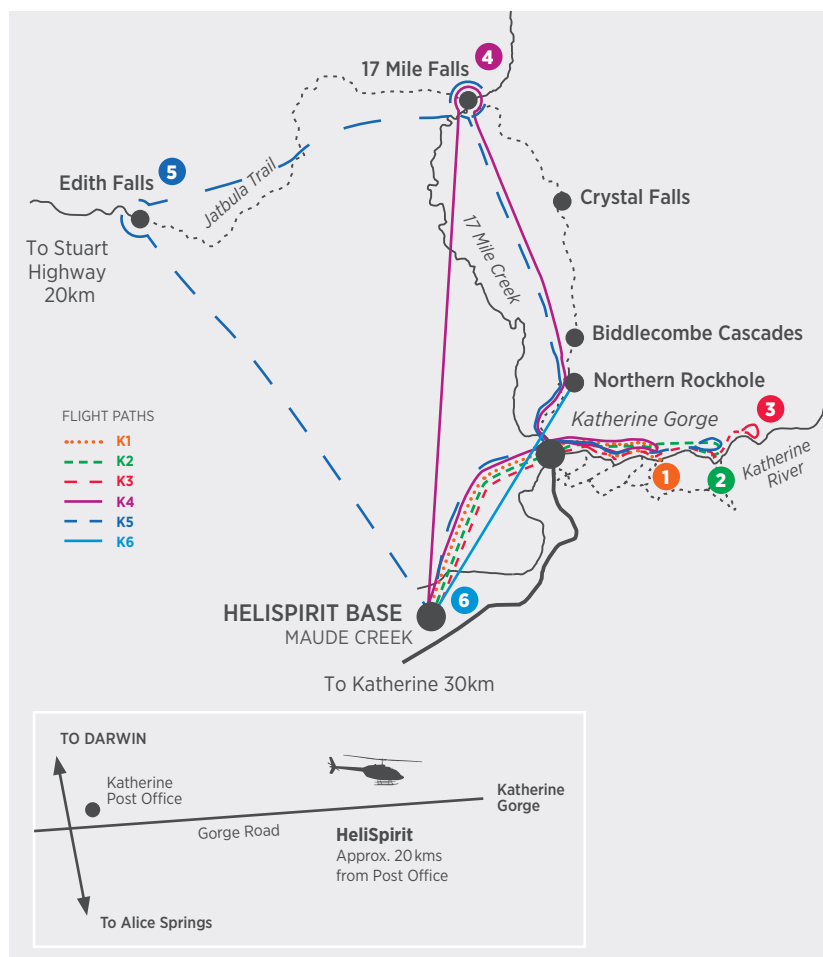 17 Mile Falls
4
5
Edith Falls
Jatbula Trail
Crystal Falls
To Stuart
Highway
20km
17 Mile Creek
Biddlecombe Cascades
Northern Rockhole
Katherine Gorge
3
FLIGHT PATHS
K1
K2
K3
K4
K5
K6
1
2
Katherine
River
6
HELISPIRIT BASE
MAUDE CREEK
To Katherine 30km
TO DARWIN
Katherine
Post Office
Katherine
Gorge
Gorge Road
HeliSpirit
Approx. 20 kms
from Post Office
To Alice Springs